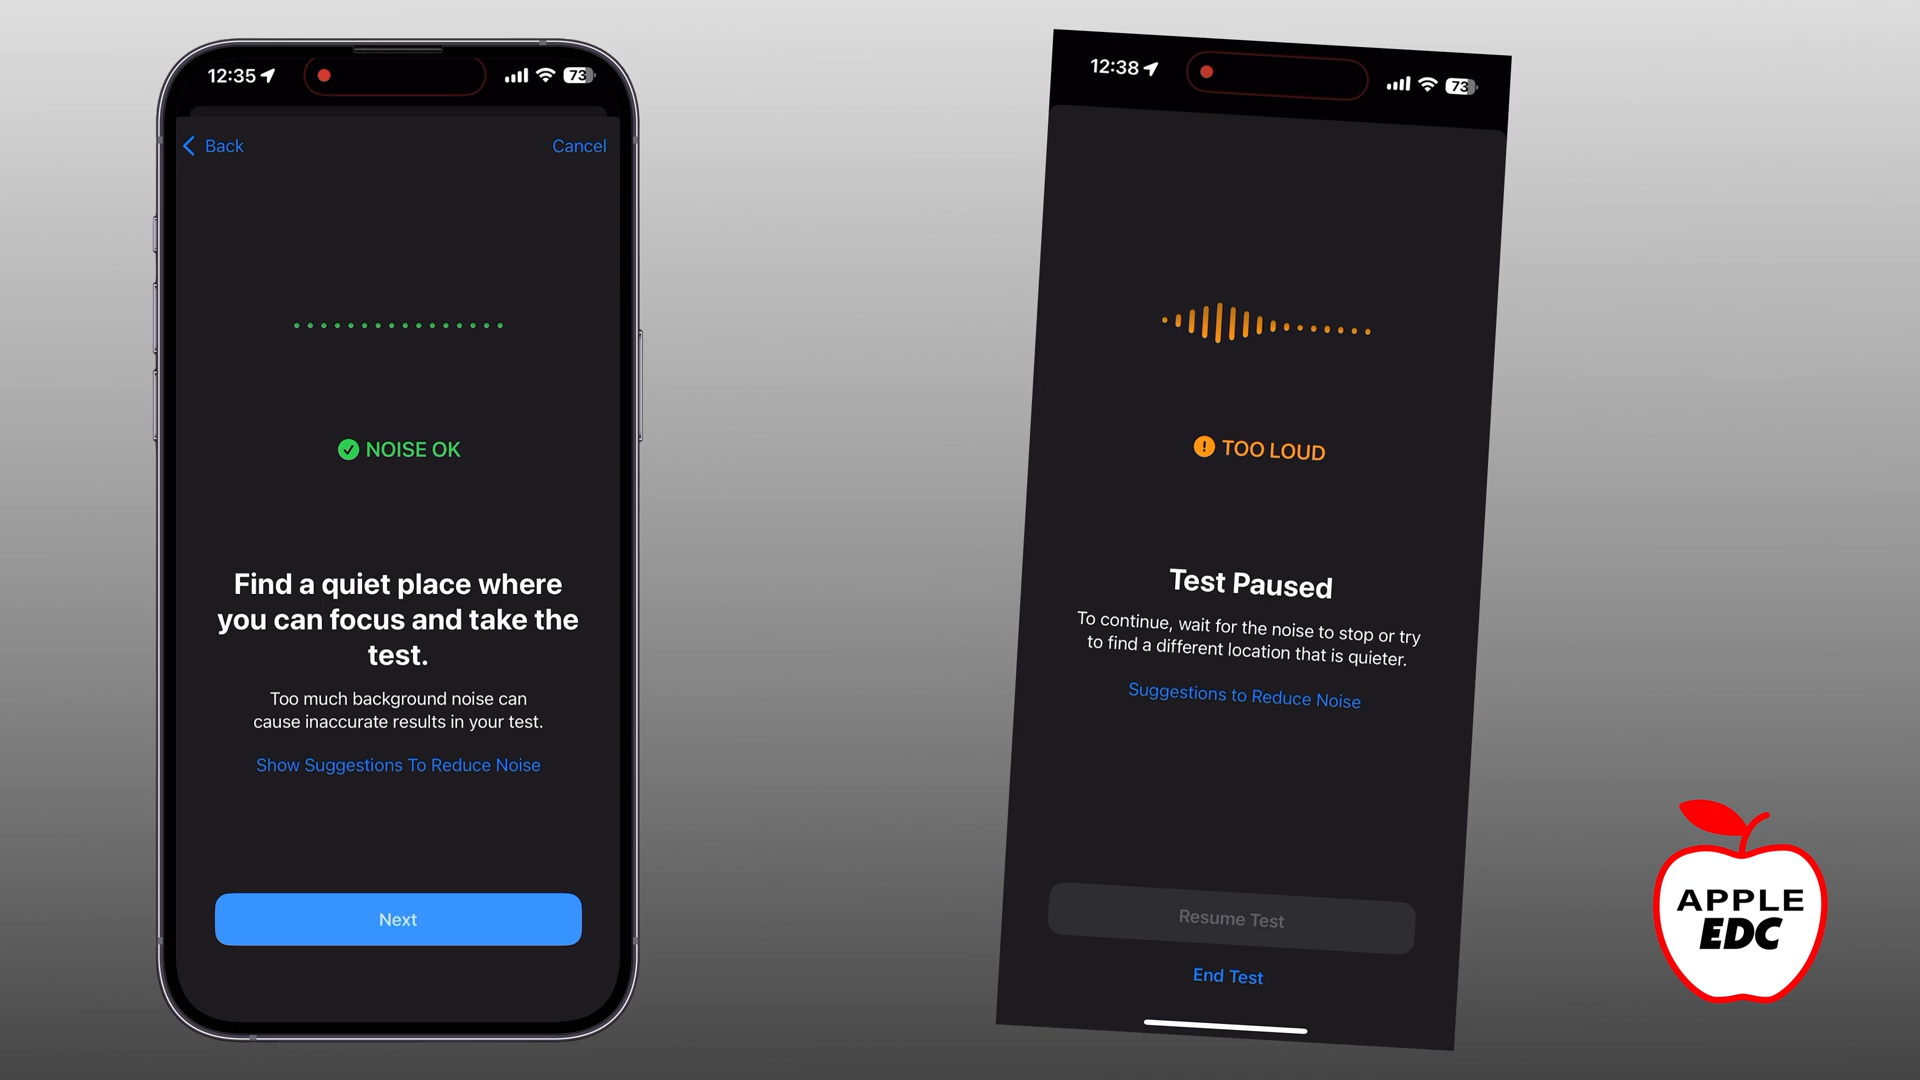 12:35
73
Back
Cancel
NOISE OK
Find a quiet place where
you can focus and take the
test.
Too much background noise can
cause inaccurate results in your test.
Show Suggestions To Reduce Noise
Next
12:38
73
TOO LOUD
Test Paused
To continue, wait for the noise to stop or try
to find a different location that is quieter.
Suggestions to Reduce Noise
Resume Test
End Test
APPLE
EDC